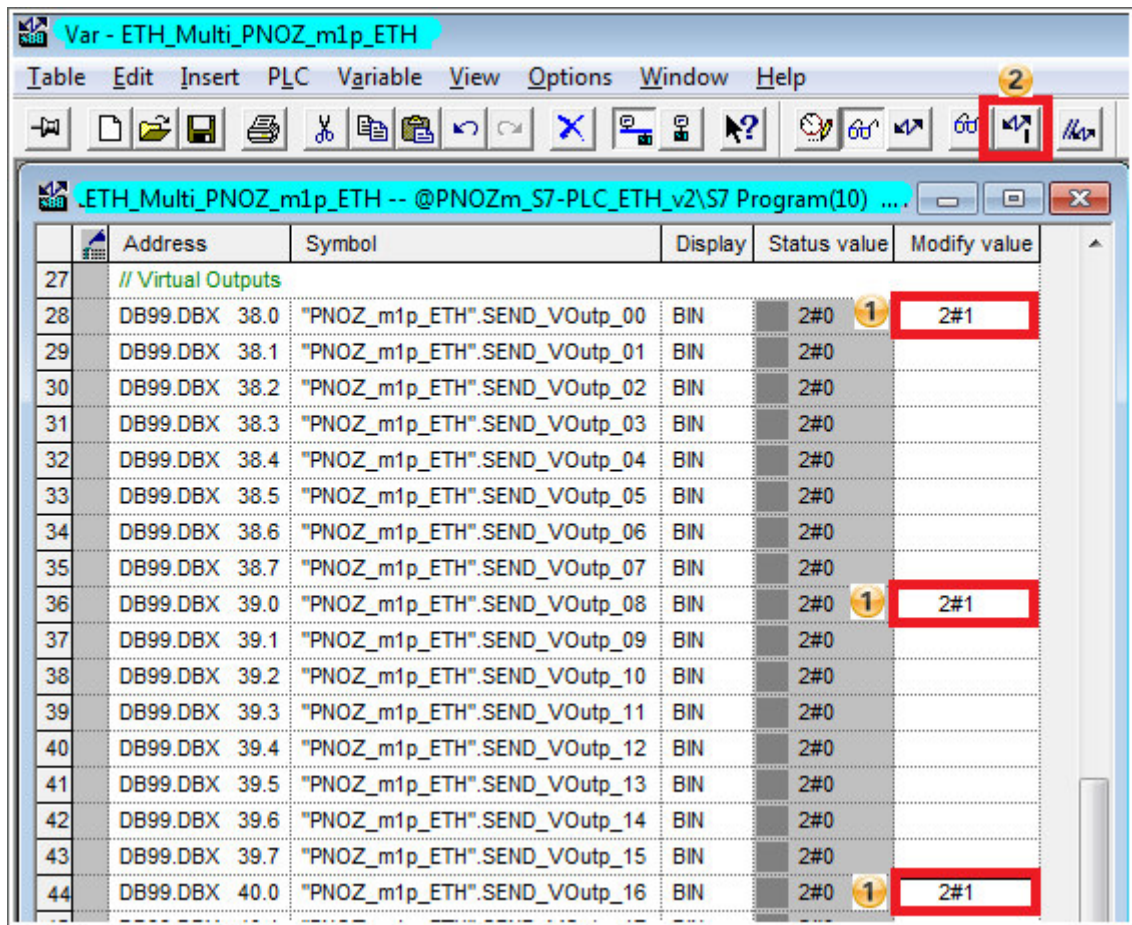 Var - ETH_Multi_PNOZ_m1p_ETH
Table Edit Insert PLC Variable View Options Window Help
2
ETH_Multi_PNOZ_m1p_ETH -- @PNOZm_S7-PLC_ETH_v2\S7 Program(10) ...
Address Symbol Display Status value Modify value
27 // Virtual Outputs
28 DB99.DBX 38.0 "PNOZ_m1p_ETH".SEND_VOutp_00 BIN 2#0 1 2#1
29 DB99.DBX 38.1 "PNOZ_m1p_ETH".SEND_VOutp_01 BIN 2#0
30 DB99.DBX 38.2 "PNOZ_m1p_ETH".SEND_VOutp_02 BIN 2#0
31 DB99.DBX 38.3 "PNOZ_m1p_ETH".SEND_VOutp_03 BIN 2#0
32 DB99.DBX 38.4 "PNOZ_m1p_ETH".SEND_VOutp_04 BIN 2#0
33 DB99.DBX 38.5 "PNOZ_m1p_ETH".SEND_VOutp_05 BIN 2#0
34 DB99.DBX 38.6 "PNOZ_m1p_ETH".SEND_VOutp_06 BIN 2#0
35 DB99.DBX 38.7 "PNOZ_m1p_ETH".SEND_VOutp_07 BIN 2#0
36 DB99.DBX 39.0 "PNOZ_m1p_ETH".SEND_VOutp_08 BIN 2#0 1 2#1
37 DB99.DBX 39.1 "PNOZ_m1p_ETH".SEND_VOutp_09 BIN 2#0
38 DB99.DBX 39.2 "PNOZ_m1p_ETH".SEND_VOutp_10 BIN 2#0
39 DB99.DBX 39.3 "PNOZ_m1p_ETH".SEND_VOutp_11 BIN 2#0
40 DB99.DBX 39.4 "PNOZ_m1p_ETH".SEND_VOutp_12 BIN 2#0
41 DB99.DBX 39.5 "PNOZ_m1p_ETH".SEND_VOutp_13 BIN 2#0
42 DB99.DBX 39.6 "PNOZ_m1p_ETH".SEND_VOutp_14 BIN 2#0
43 DB99.DBX 39.7 "PNOZ_m1p_ETH".SEND_VOutp_15 BIN 2#0
44 DB99.DBX 40.0 "PNOZ_m1p_ETH".SEND_VOutp_16 BIN 2#0 1 2#1